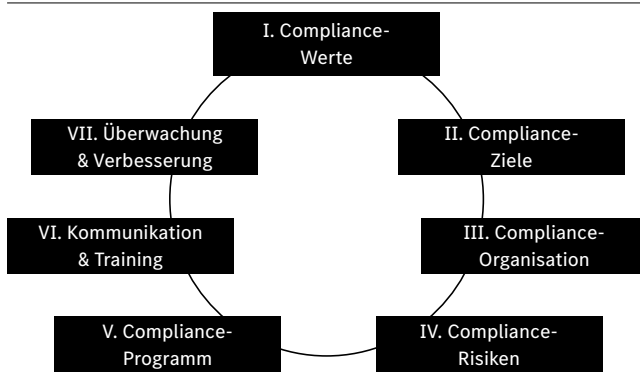 I. Compliance-
Werte
II. Compliance-
Ziele
III. Compliance-
Organisation
IV. Compliance-
Risiken
V. Compliance-
Programm
VI. Kommunikation
& Training
VII. Überwachung
& Verbesserung